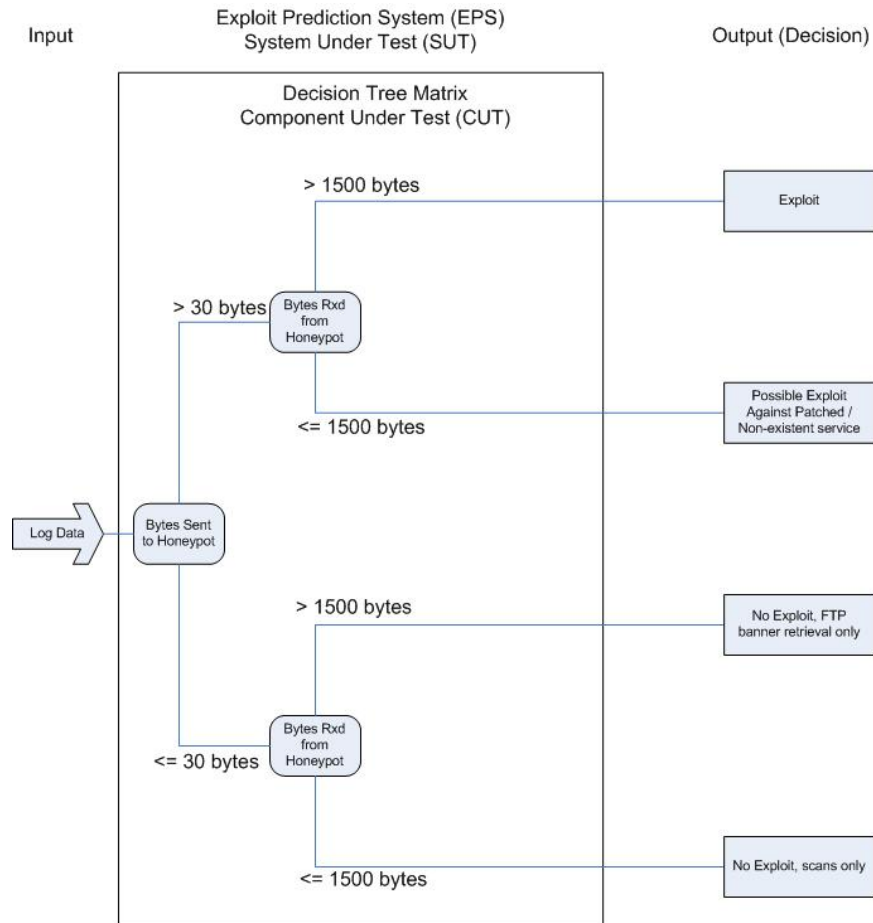 Input
Exploit Prediction System (EPS)
System Under Test (SUT)
Output (Decision)
Decision Tree Matrix
Component Under Test (CUT)
> 1500 bytes
Exploit
> 30 bytes
Bytes Rxd
from
Honeypot
<= 1500 bytes
Possible Exploit
Against Patched /
Non-existent service
Log Data
Bytes Sent
to Honeypot
> 1500 bytes
No Exploit, FTP
banner retrieval only
<= 30 bytes
Bytes Rxd
from
Honeypot
<= 1500 bytes
No Exploit, scans only